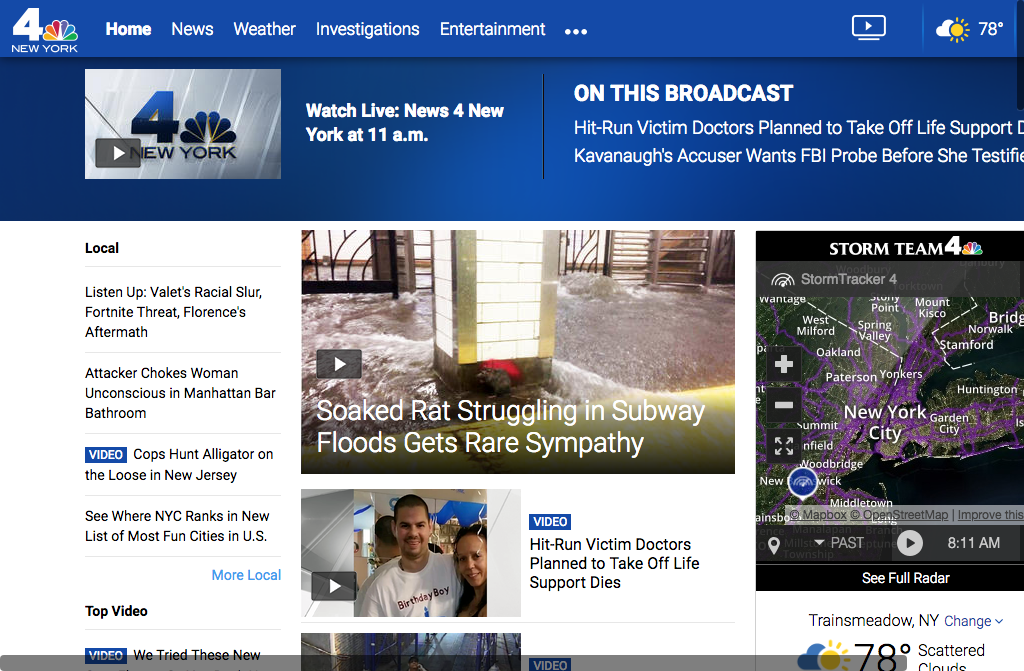 4
NEW YORK
Home News Weather Investigations Entertainment •••
78°
4
NEW YORK
Watch Live: News 4 New
York at 11 a.m.
ON THIS BROADCAST
Hit-Run Victim Doctors Planned to Take Off Life Support D
Kavanaugh's Accuser Wants FBI Probe Before She Testifie
Local
Listen Up: Valet's Racial Slur,
Fortnite Threat, Florence's
Aftermath
Attacker Chokes Woman
Unconscious in Manhattan Bar
Bathroom
VIDEO Cops Hunt Alligator on
the Loose in New Jersey
See Where NYC Ranks in New
List of Most Fun Cities in U.S.
More Local
Top Video
VIDEO We Tried These New
Soaked Rat Struggling in Subway
Floods Gets Rare Sympathy
BirthdayBoy
VIDEO
Hit-Run Victim Doctors
Planned to Take Off Life
Support Dies
VIDEO
STORM TEAM 4
StormTracker 4
Yorktown
Wantage
Stony
Point
Mount
Kisco
West
Milford
Spring
Valley
Bridg
Norwalk
Stamford
Oakland
Paterson
Yonkers
Huntington
New York
City
Garden
City
Is
Summit
nfield
Woodbridge
New
wick
Middletown
ainsbo
Long
© Mapbox © OpenStreetMap | Improve this
Township
PAST
8:11 AM
See Full Radar
Trainsmeadow, NY Change
78° Scattered
Clouds